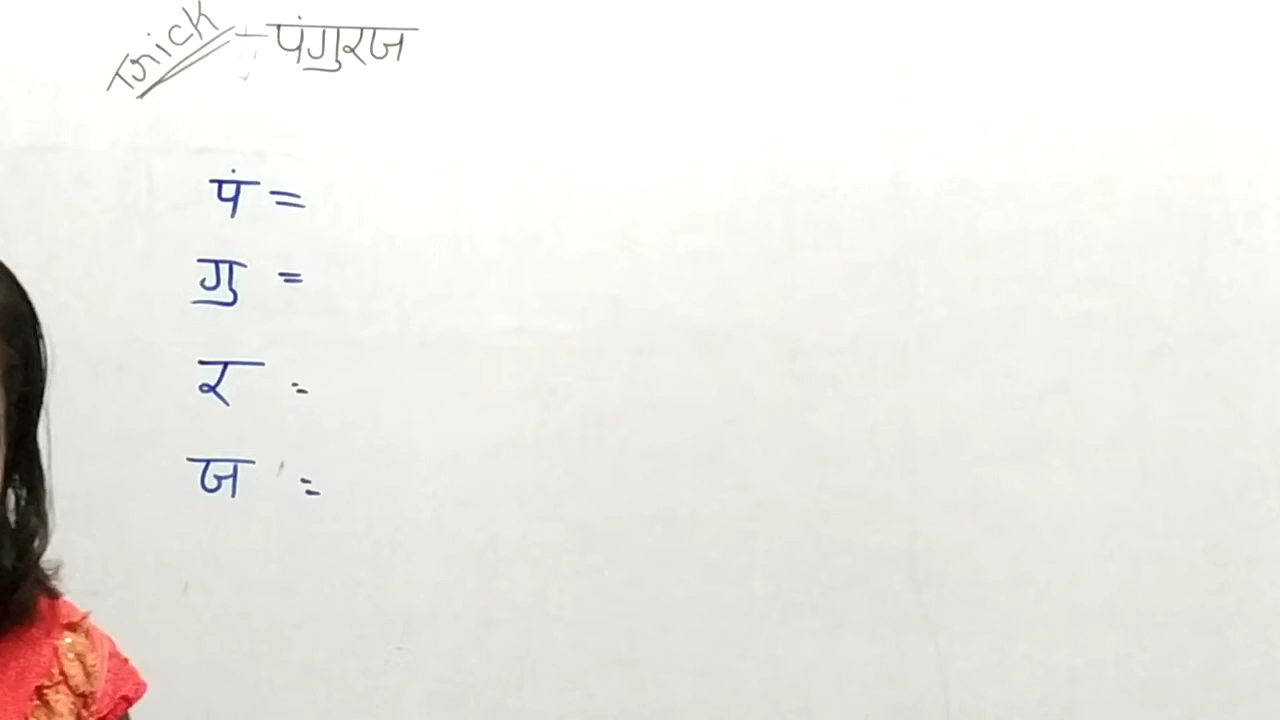 Trick - पंगुरज
पं =
गु =
र =
ज =